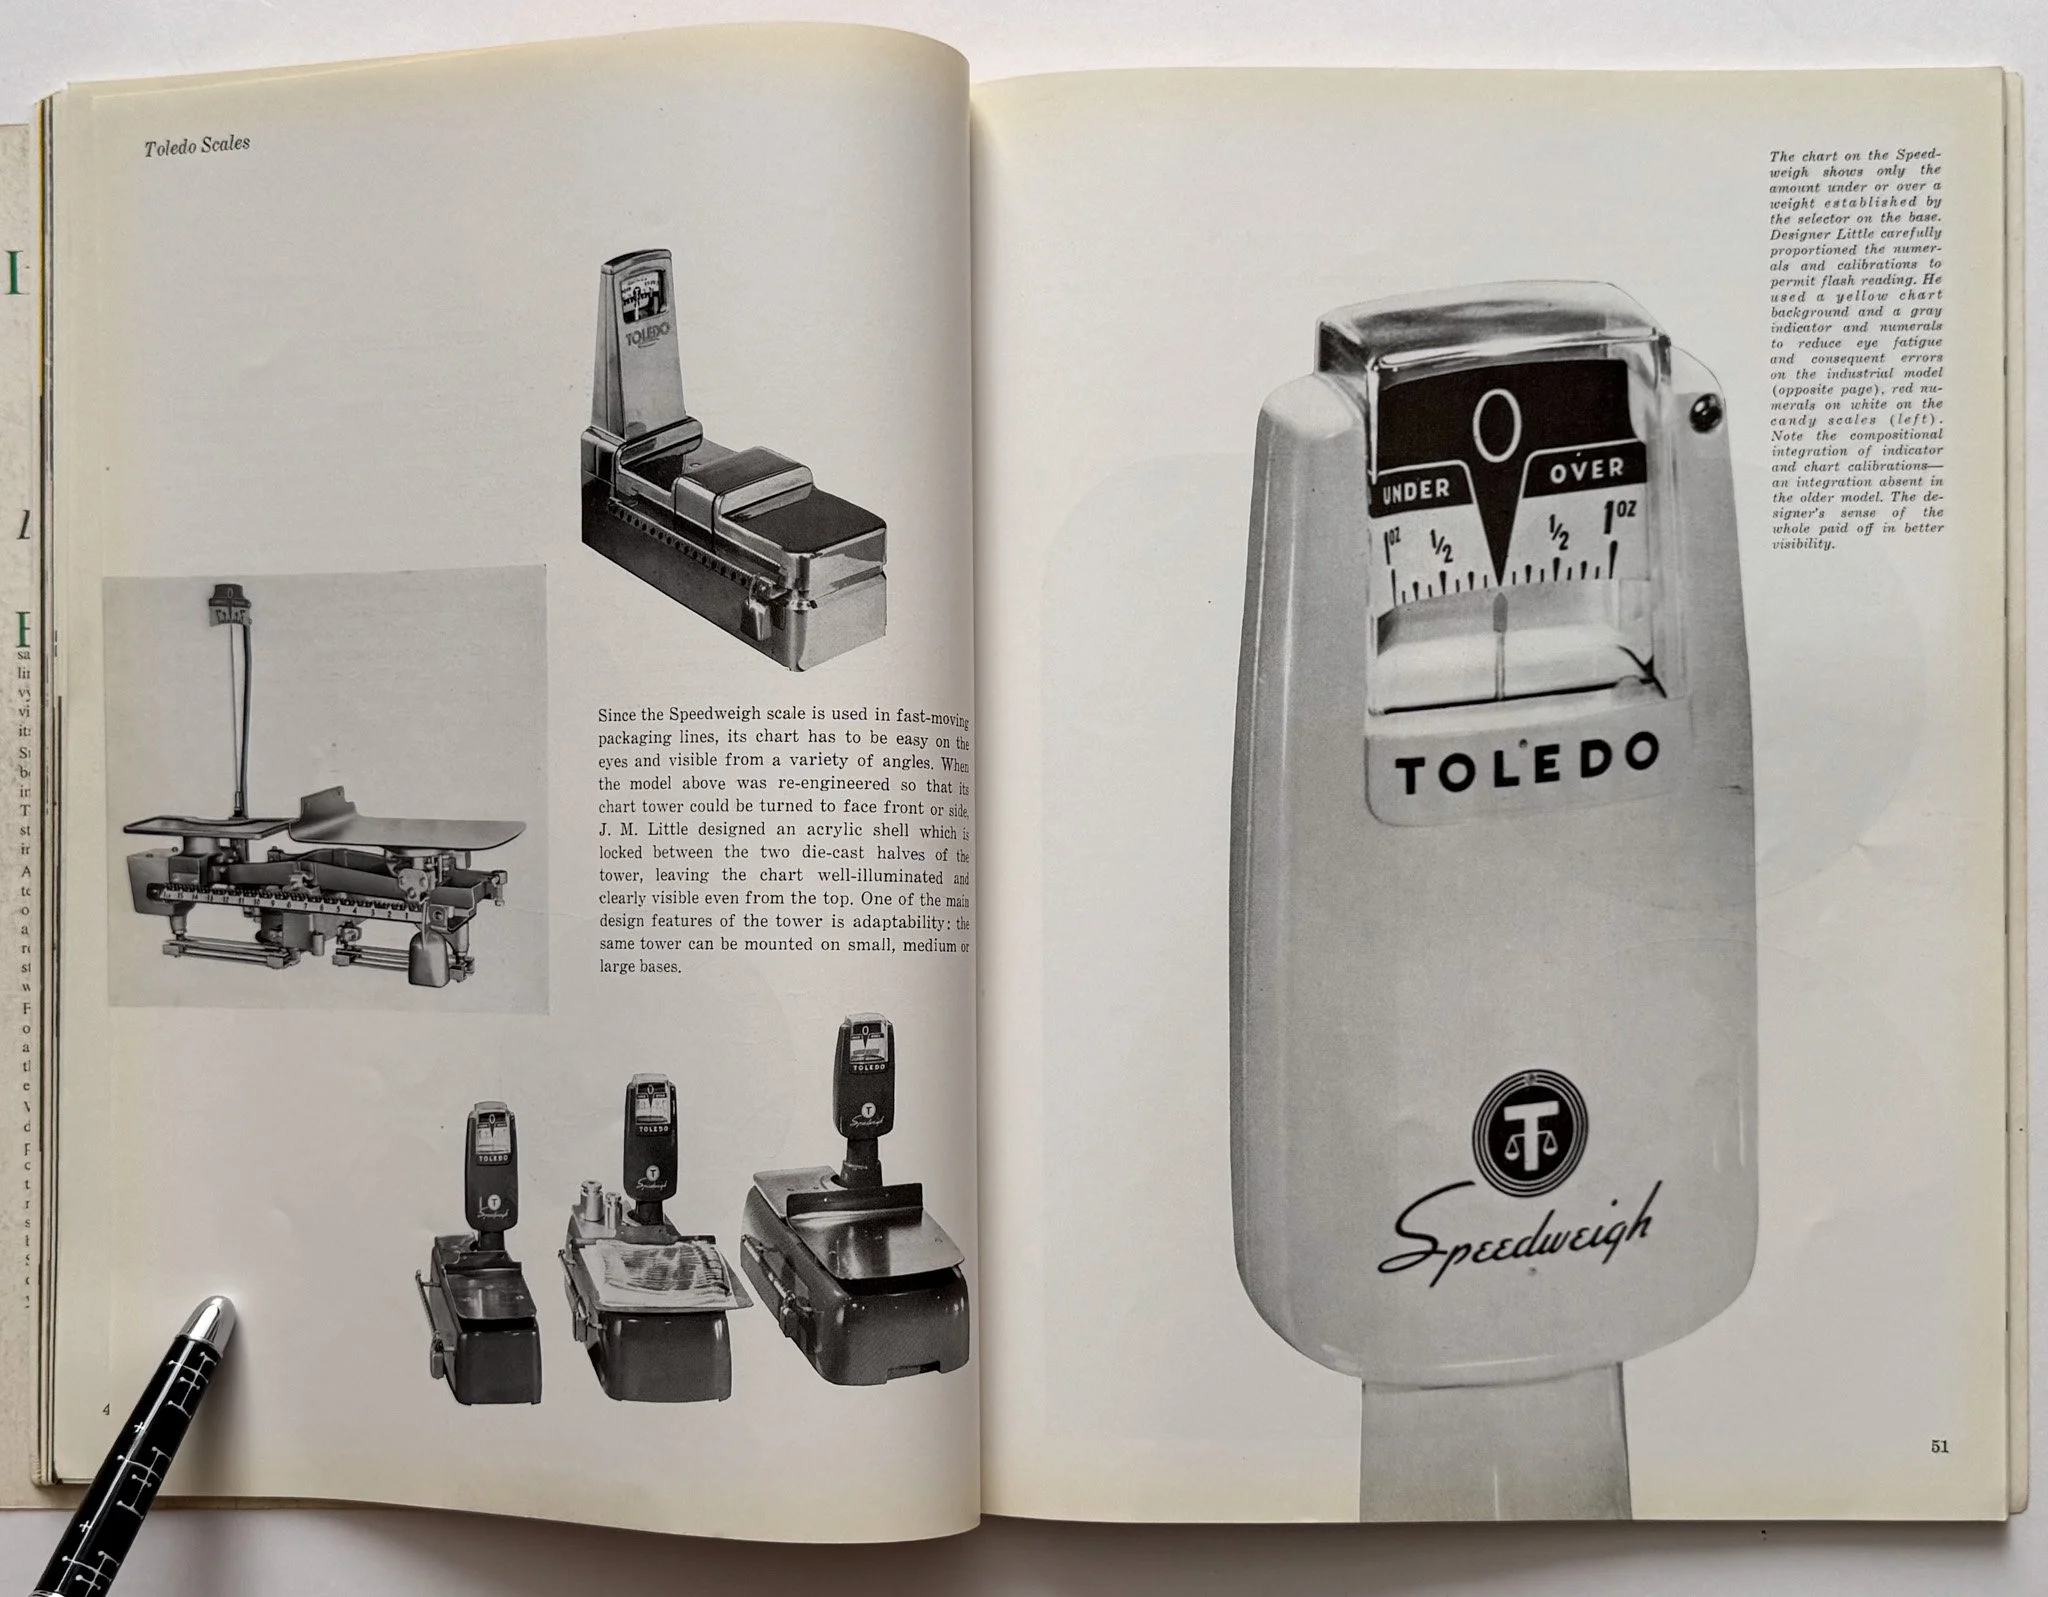 Toledo Scales
TOLEDO
Since the Speedweigh scale is used in fast-moving
packaging lines, its chart has to be easy on the
eyes and visible from a variety of angles. When
the model above was re-engineered so that its
chart tower could be turned to face front or side,
J. M. Little designed an acrylic shell which is
locked between the two die-cast halves of the
tower, leaving the chart well-illuminated and
clearly visible even from the top. One of the main
design features of the tower is adaptability: the
same tower can be mounted on small, medium or
large bases.
0
TOLEDO
T
Speedweigh
0
TOLEDO
T
Speedweigh
0
TOLEDO
T
Speedweigh
4
The chart on the Speed-
weigh shows only the
amount under or over a
weight established by
the selector on the base.
Designer Little carefully
proportioned the numer-
als and calibrations to
permit flash reading. He
used a yellow chart
background and a gray
indicator and numerals
to reduce eye fatigue
and consequent errors
on the industrial model
(opposite page), red nu-
merals on white on the
candy scales (left).
Note the compositional
integration of indicator
and chart calibrations—
an integration absent in
the older model. The de-
signer's sense of the
whole paid off in better
visibility.
0
UNDER OVER
1 OZ 1/2 1/2 1 OZ
TOLEDO
T
Speedweigh
51